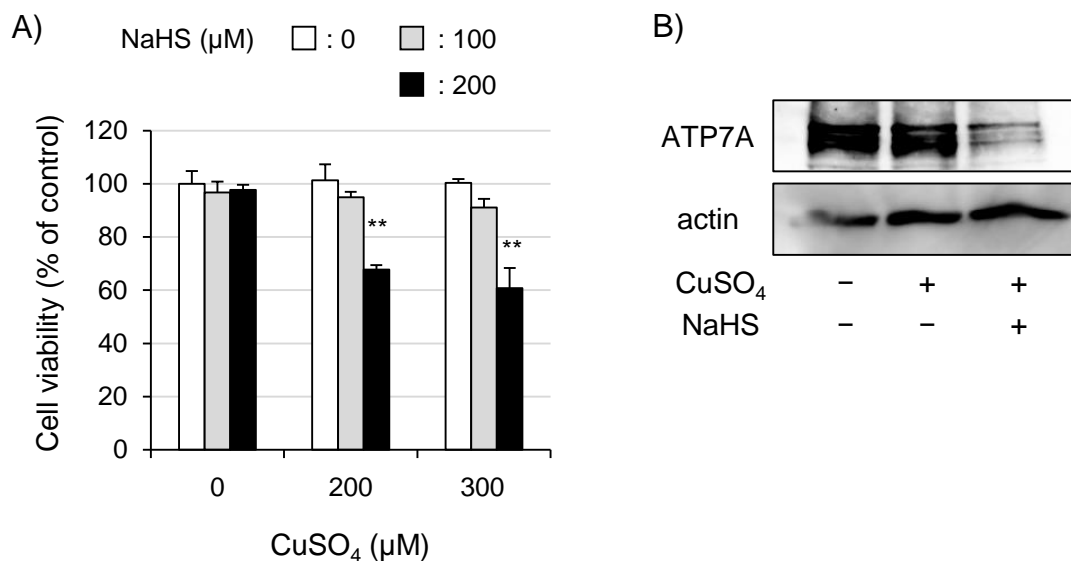 A)
NaHS (µM) : 0 : 100
: 200
Cell viability (% of control)
120
100
80
60
40
20
0
**
**
0 200 300
CuSO₄ (µM)
B)
ATP7A
actin
CuSO₄ − + +
NaHS − − +